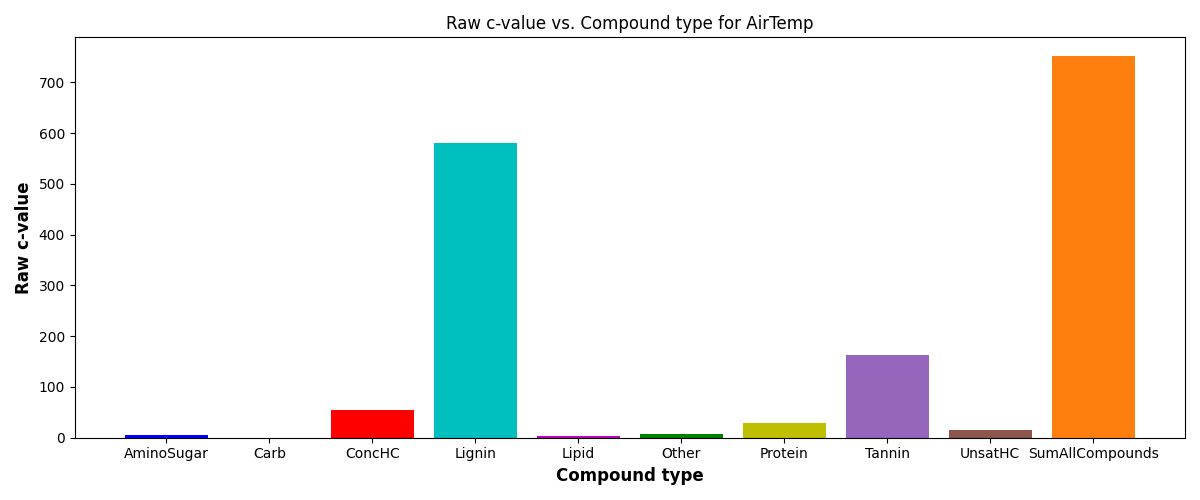 Raw c-value vs. Compound type for AirTemp
Raw c-value
700
600
500
400
300
200
100
0
AminoSugar Carb ConcHC Lignin Lipid Other Protein Tannin UnsatHC SumAllCompounds
Compound type